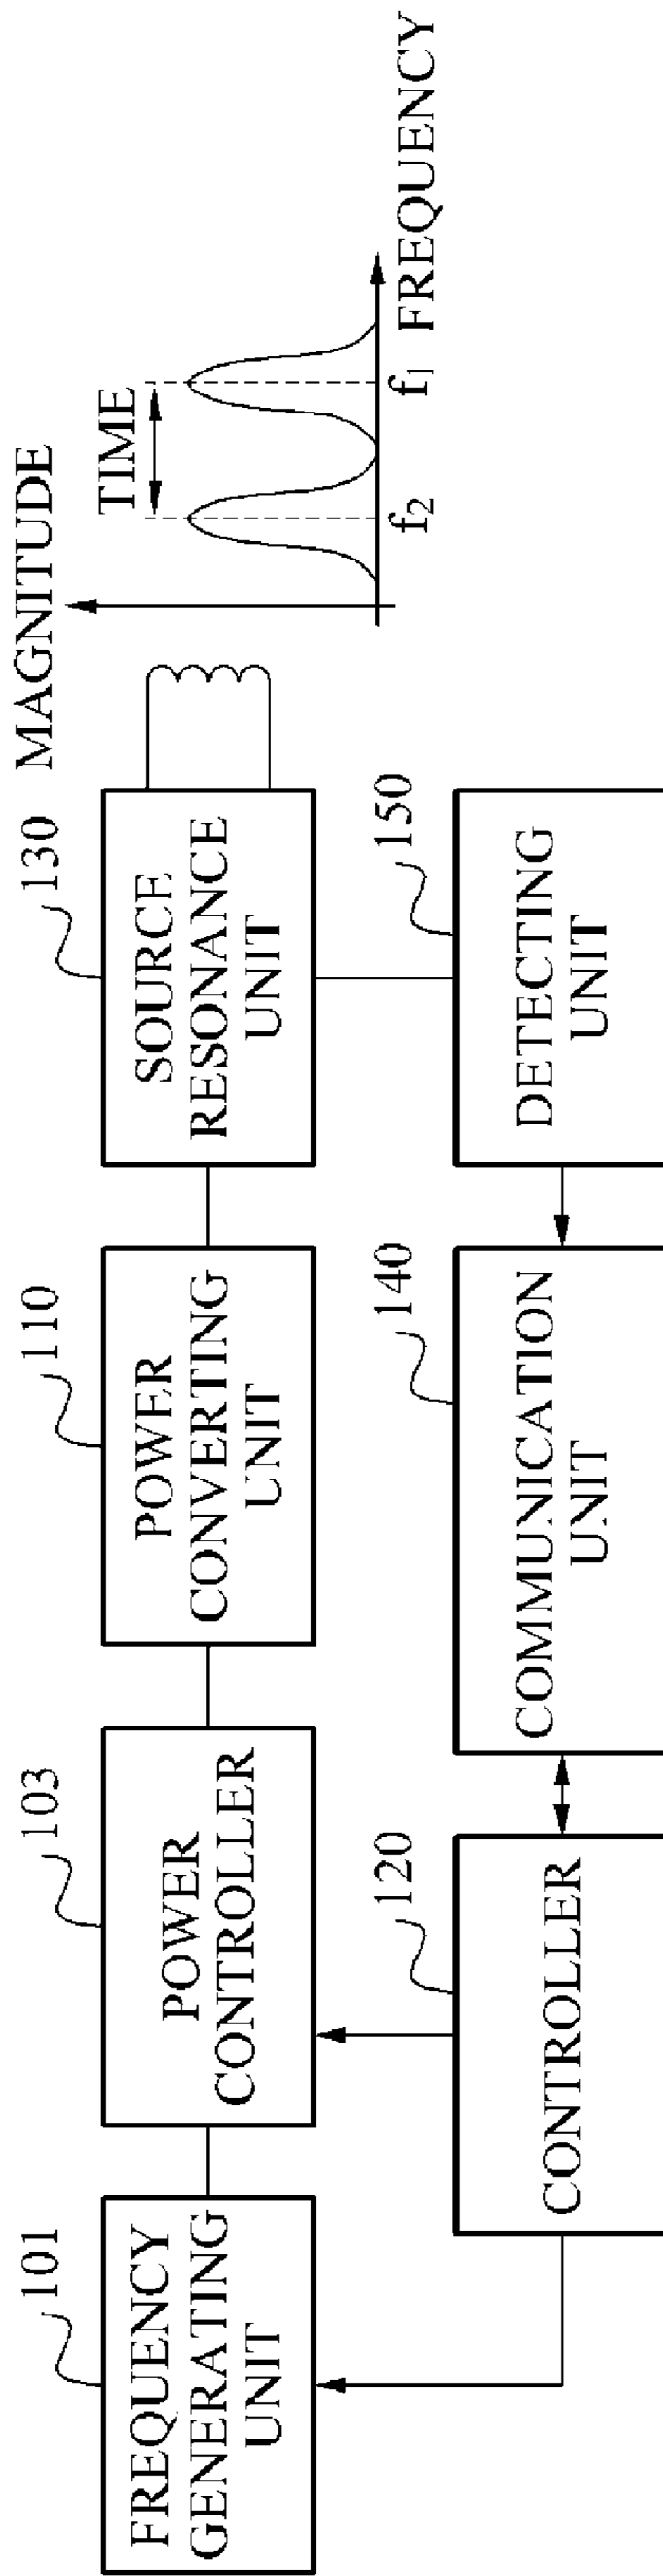 101
FREQUENCY
GENERATING
UNIT
103
POWER
CONTROLLER
110
POWER
CONVERTING
UNIT
130
SOURCE
RESONANCE
UNIT
MAGNITUDE
TIME
f2
f1
FREQUENCY
120
CONTROLLER
140
COMMUNICATION
UNIT
150
DETECTING
UNIT